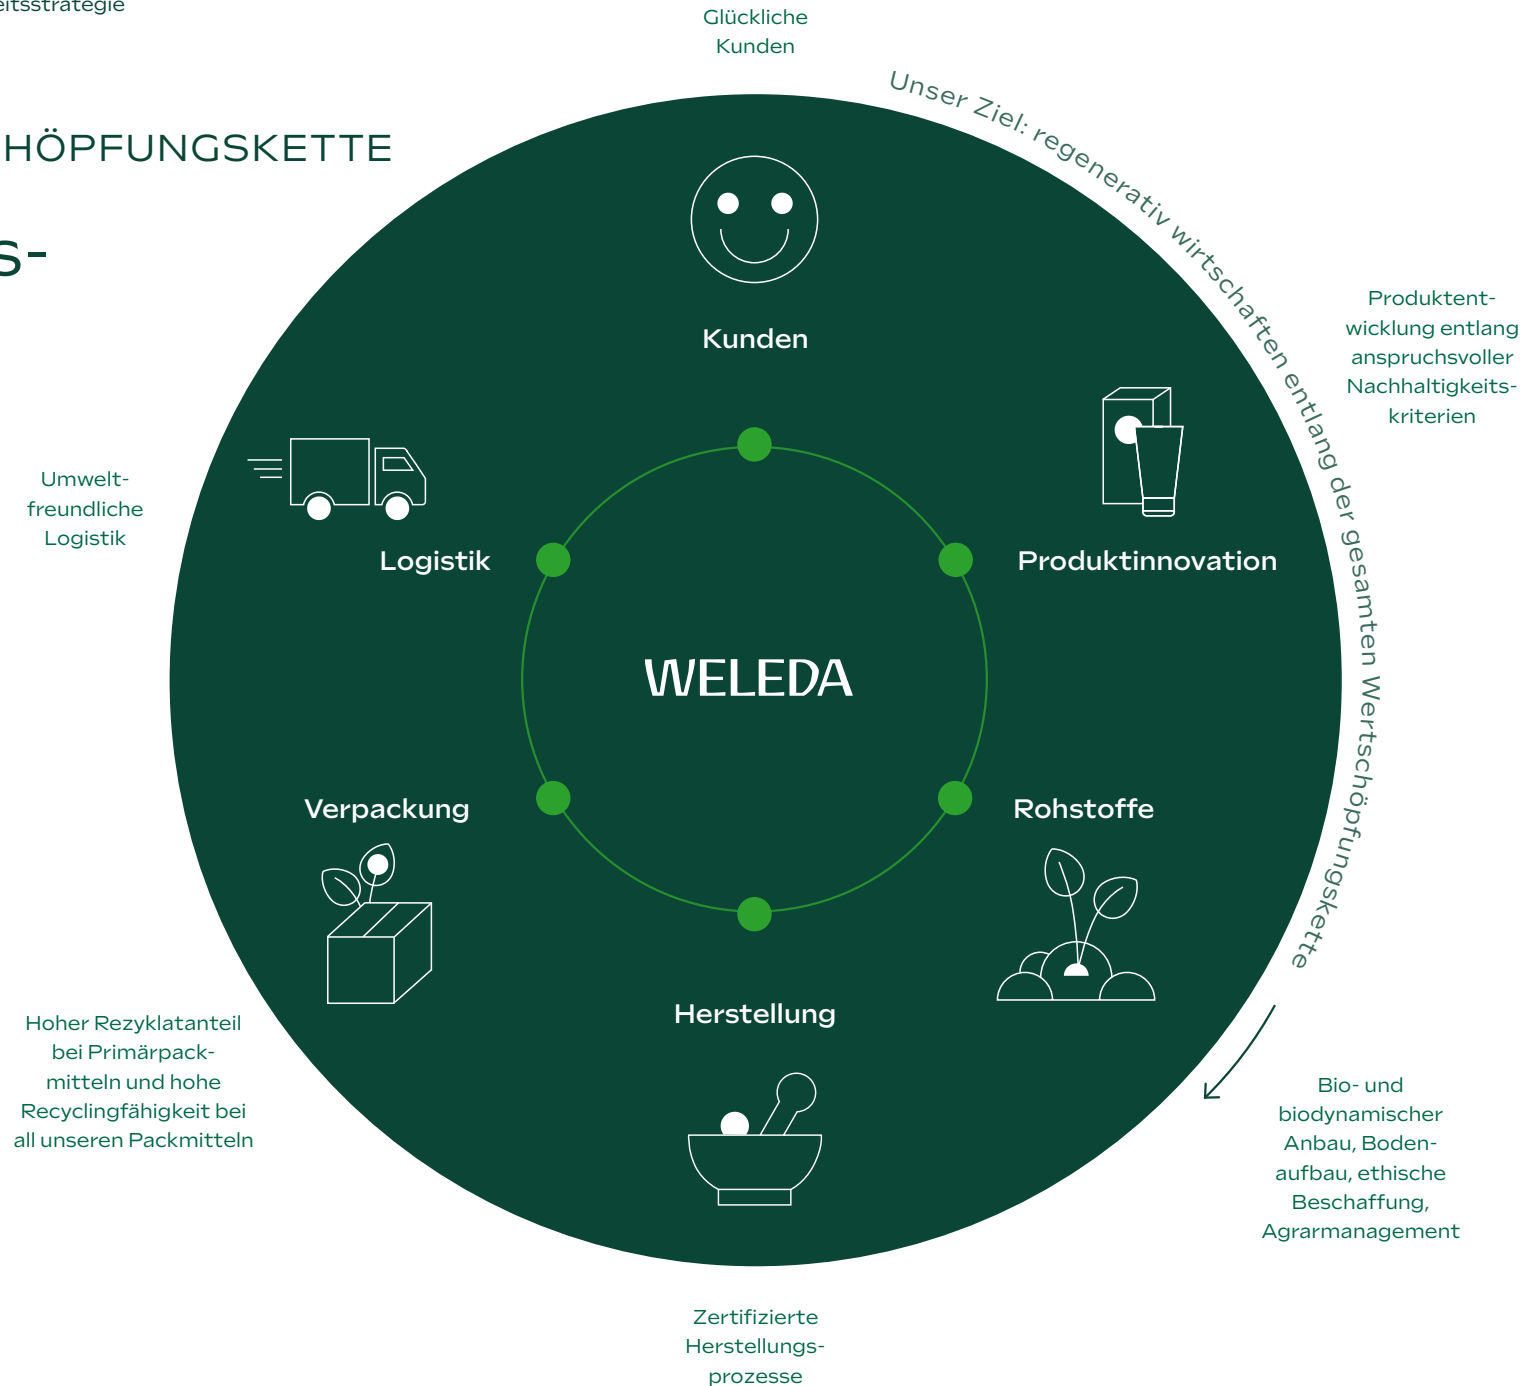 eitsstrategie
HÖPFUNGSKETTE
s-
Glückliche
Kunden
Unser Ziel: regenerativ wirtschaften entlang der gesamten Wertschöpfungskette
Kunden
Produktent-
wicklung entlang
anspruchsvoller
Nachhaltigkeits-
kriterien
Produktinnovation
Umwelt-
freundliche
Logistik
Logistik
WELEDA
Verpackung
Rohstoffe
Herstellung
Hoher Rezyklatanteil
bei Primärpack-
mitteln und hohe
Recyclingfähigkeit bei
all unseren Packmitteln
Bio- und
biodynamischer
Anbau, Boden-
aufbau, ethische
Beschaffung,
Agrarmanagement
Zertifizierte
Herstellungs-
prozesse